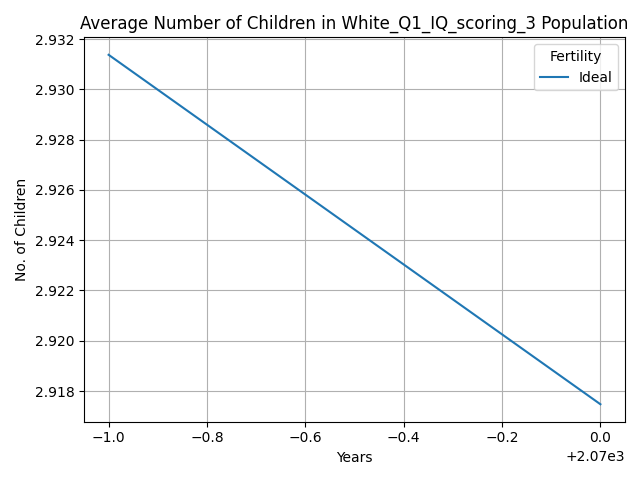 Average Number of Children in White_Q1_IQ_scoring_3 Population
2.932
2.930
2.928
2.926
2.924
2.922
2.920
2.918
No. of Children
Fertility
Ideal
−1.0 −0.8 −0.6 −0.4 −0.2 0.0
+2.07e3
Years